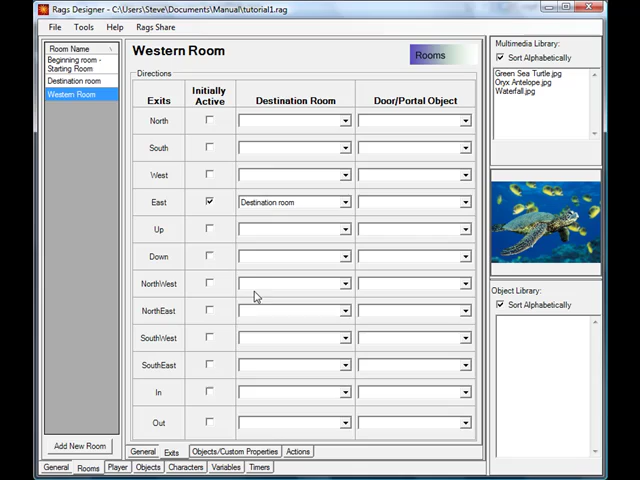 Rags Designer - C:\Users\Steve\Documents\Manual\tutorial1.rag
File Tools Help Rags Share
Room Name
Beginning room -
Starting Room
Destination room
Western Room
Add New Room
Western Room
Rooms
Directions
Exits
Initially
Active
Destination Room
Door/Portal Object
North
South
West
East
Destination room
Up
Down
NorthWest
NorthEast
SouthWest
SouthEast
In
Out
General Exits Objects/Custom Properties Actions
General Rooms Player Objects Characters Variables Timers
Multimedia Library:
Sort Alphabetically
Green Sea Turtle.jpg
Oryx Antelope.jpg
Waterfall.jpg
Object Library:
Sort Alphabetically